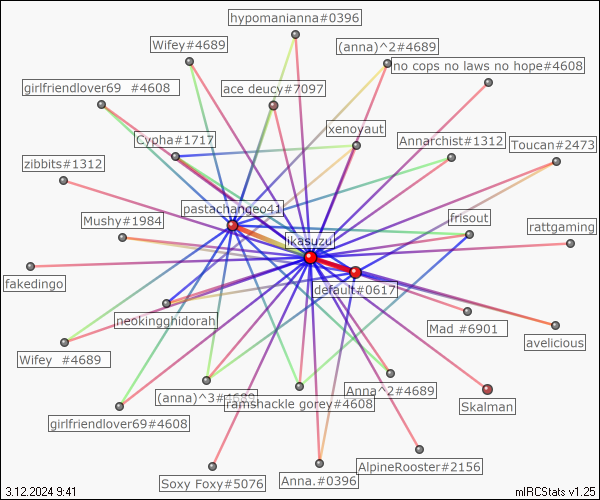 hypomanianna#0396
Wifey#4689
(anna)^2#4689
no cops no laws no hope#4608
girlfriendlover69 #4608
ace deucy#7097
xenoyaut
Cypha#1717
Annarchist#1312
Toucan#2473
zibbits#1312
pastachangeo41
Mushy#1984
frisout
rattgaming
ikasuzu
fakedingo
default#0617
neokingghidorah
Mad #6901
avelicious
Wifey #4689
(anna)^3#4689
Anna^2#4689
ramshackle gorey#4608
Skalman
girlfriendlover69#4608
AlpineRooster#2156
Soxy Foxy#5076
Anna.#0396
3.12.2024 9:41
mIRCStats v1.25